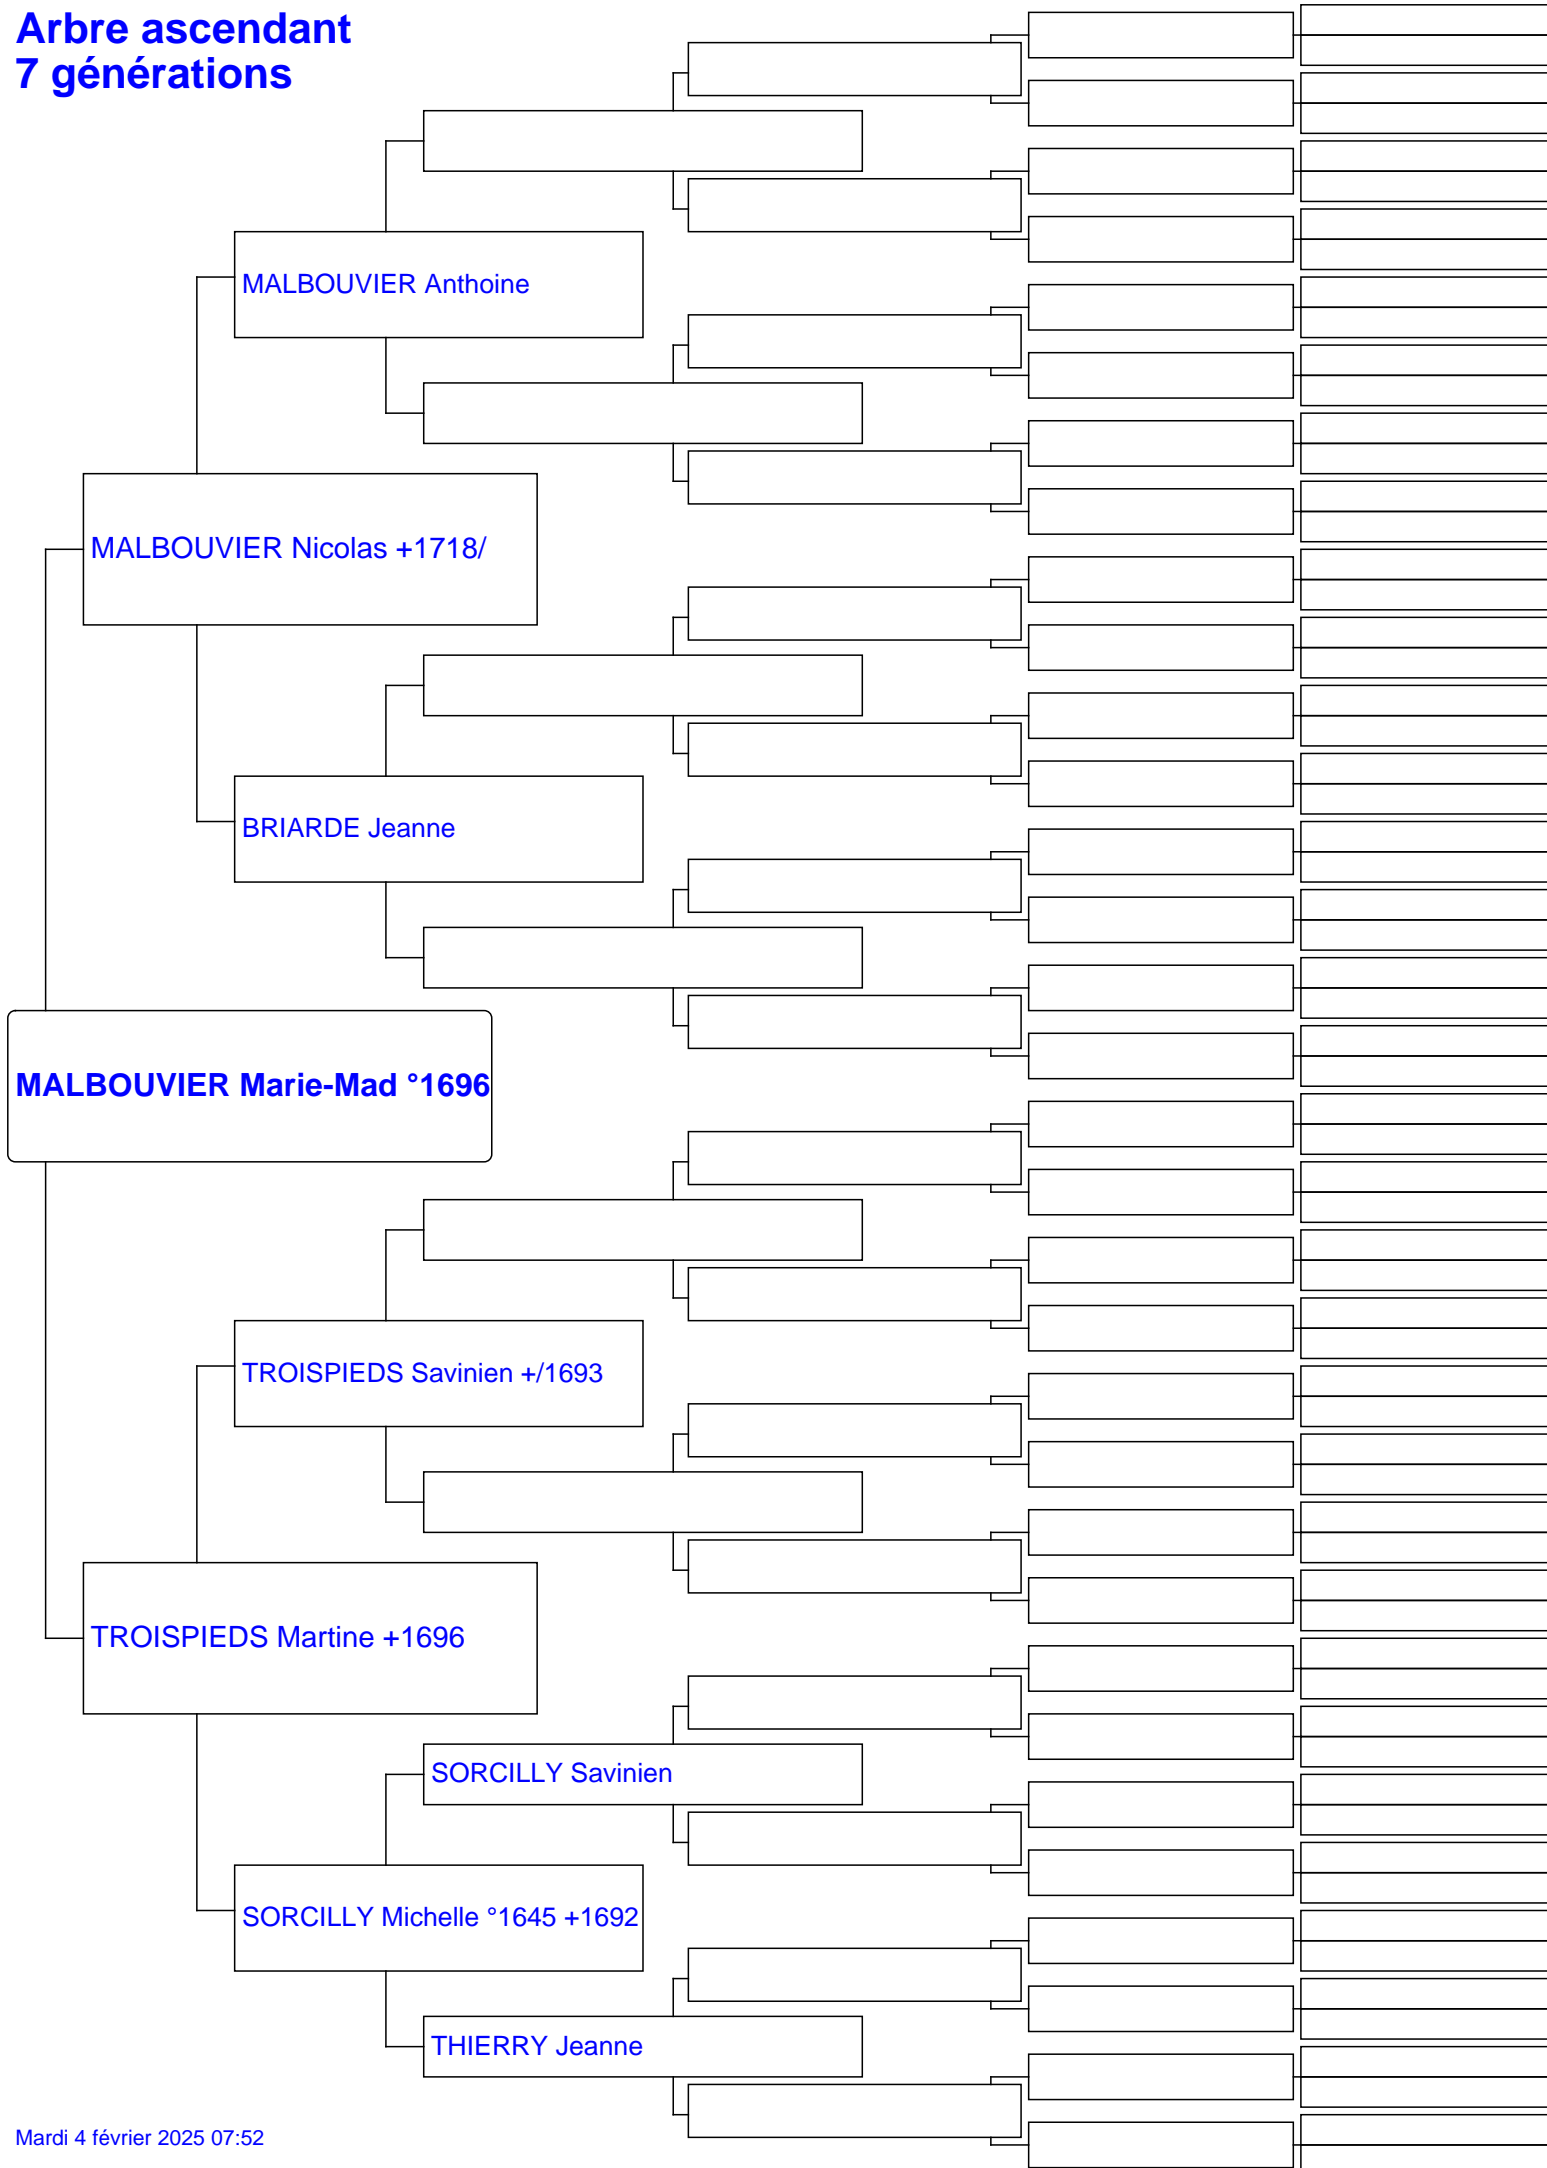 Arbre ascendant
7 générations
MALBOUVIER Anthoine
MALBOUVIER Nicolas +1718/
BRIARDE Jeanne
MALBOUVIER Marie-Mad °1696
TROISPIEDS Savinien +/1693
TROISPIEDS Martine +1696
SORCILLY Savinien
SORCILLY Michelle °1645 +1692
THIERRY Jeanne
Mardi 4 février 2025 07:52